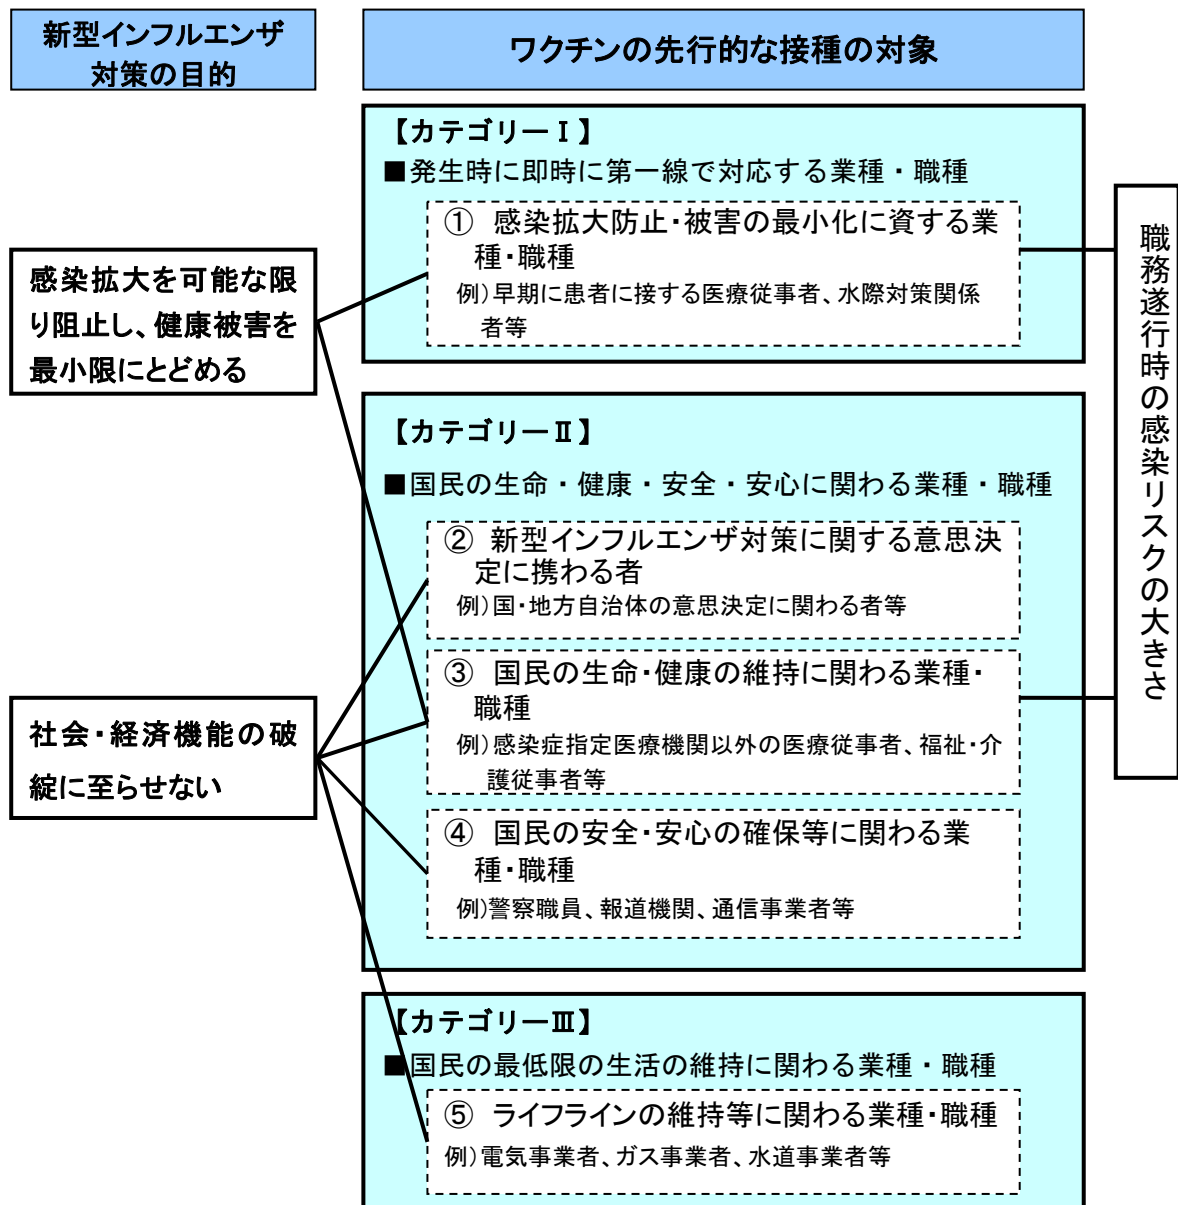 新型インフルエンザ
対策の目的
ワクチンの先行的な接種の対象
【カテゴリーⅠ】
■発生時に即時に第一線で対応する業種・職種
① 感染拡大防止・被害の最小化に資する業
種・職種
例）早期に患者に接する医療従事者、水際対策関係
者等
感染拡大を可能な限
り阻止し、健康被害を
最小限にとどめる
【カテゴリーⅡ】
■国民の生命・健康・安全・安心に関わる業種・職種
② 新型インフルエンザ対策に関する意思決
定に携わる者
例）国・地方自治体の意思決定に関わる者等
③ 国民の生命・健康の維持に関わる業種・
職種
例）感染症指定医療機関以外の医療従事者、福祉・介
護従事者等
④ 国民の安全・安心の確保等に関わる業
種・職種
例）警察職員、報道機関、通信事業者等
社会・経済機能の破
綻に至らせない
【カテゴリーⅢ】
■国民の最低限の生活の維持に関わる業種・職種
⑤ ライフラインの維持等に関わる業種・職種
例）電気事業者、ガス事業者、水道事業者等
職務遂行時の感染リスクの大きさ